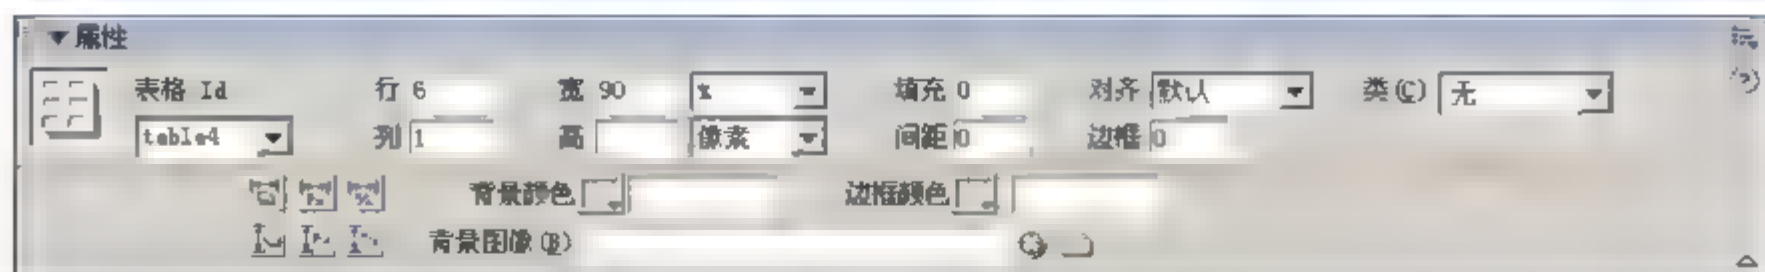 属性
表格 Id 行 6 宽 90 % 填充 0 对齐 默认 类(C) 无
table4 列 1 高 像素 间距 0 边框 0
背景颜色 边框颜色
背景图像(B)